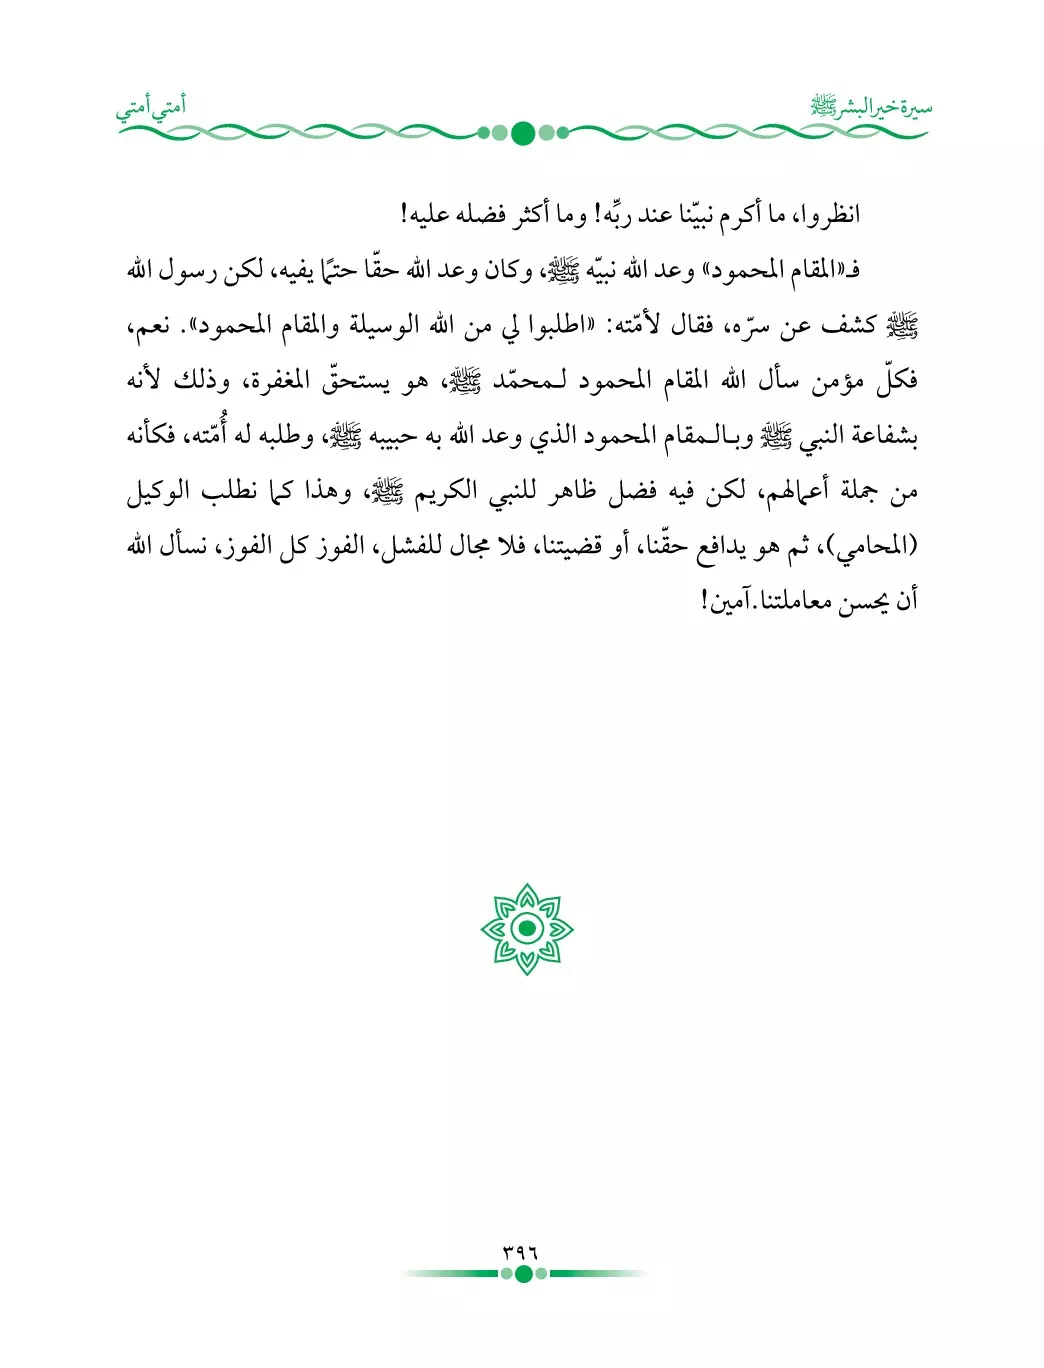 سيرة خير البشر ﷺ
أمتي أمتي
انظروا، ما أكرم نبيّنا عند ربِّه! وما أكثر فضله عليه!
فـ«المقام المحمود» وعد الله نبيّه ﷺ، وكان وعد الله حقّا حتمًا يفيه، لكن رسول الله
ﷺ كشف عن سرّه، فقال لأمّته: «اطلبوا لي من الله الوسيلة والمقام المحمود». نعم،
فكلّ مؤمن سأل الله المقام المحمود لـمحمّد ﷺ، هو يستحقّ المغفرة، وذلك لأنه
بشفاعة النبي ﷺ وبـالـمقام المحمود الذي وعد الله به حبيبه ﷺ، وطلبه له أُمّته، فكأنه
من جملة أعمالهم، لكن فيه فضل ظاهر للنبي الكريم ﷺ، وهذا كما نطلب الوكيل
(المحامي)، ثم هو يدافع حقّنا، أو قضيتنا، فلا مجال للفشل، الفوز كل الفوز، نسأل الله
أن يحسن معاملتنا.آمين!
٣٩٦